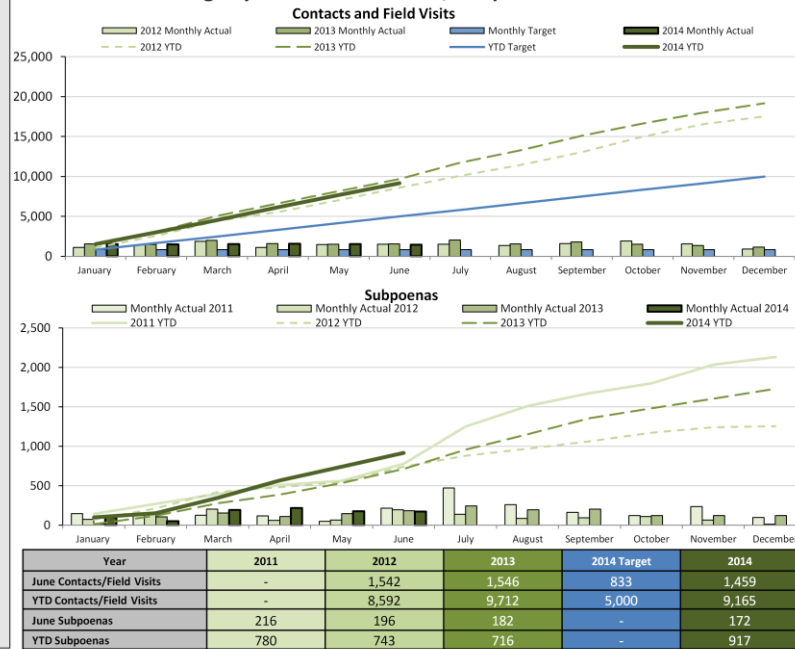 Contacts and Field Visits
2012 Monthly Actual 2013 Monthly Actual Monthly Target 2014 Monthly Actual
2012 YTD 2013 YTD YTD Target 2014 YTD
25,000
20,000
15,000
10,000
5,000
0
January February March April May June July August September October November December
Subpoenas
Monthly Actual 2011 Monthly Actual 2012 Monthly Actual 2013 Monthly Actual 2014
2011 YTD 2012 YTD 2013 YTD 2014 YTD
2,500
2,000
1,500
1,000
500
0
January February March April May June July August September October November December
Year 2011 2012 2013 2014 Target 2014
June Contacts/Field Visits - 1,542 1,546 833 1,459
YTD Contacts/Field Visits - 8,592 9,712 5,000 9,165
June Subpoenas 216 196 182 - 172
YTD Subpoenas 780 743 716 - 917